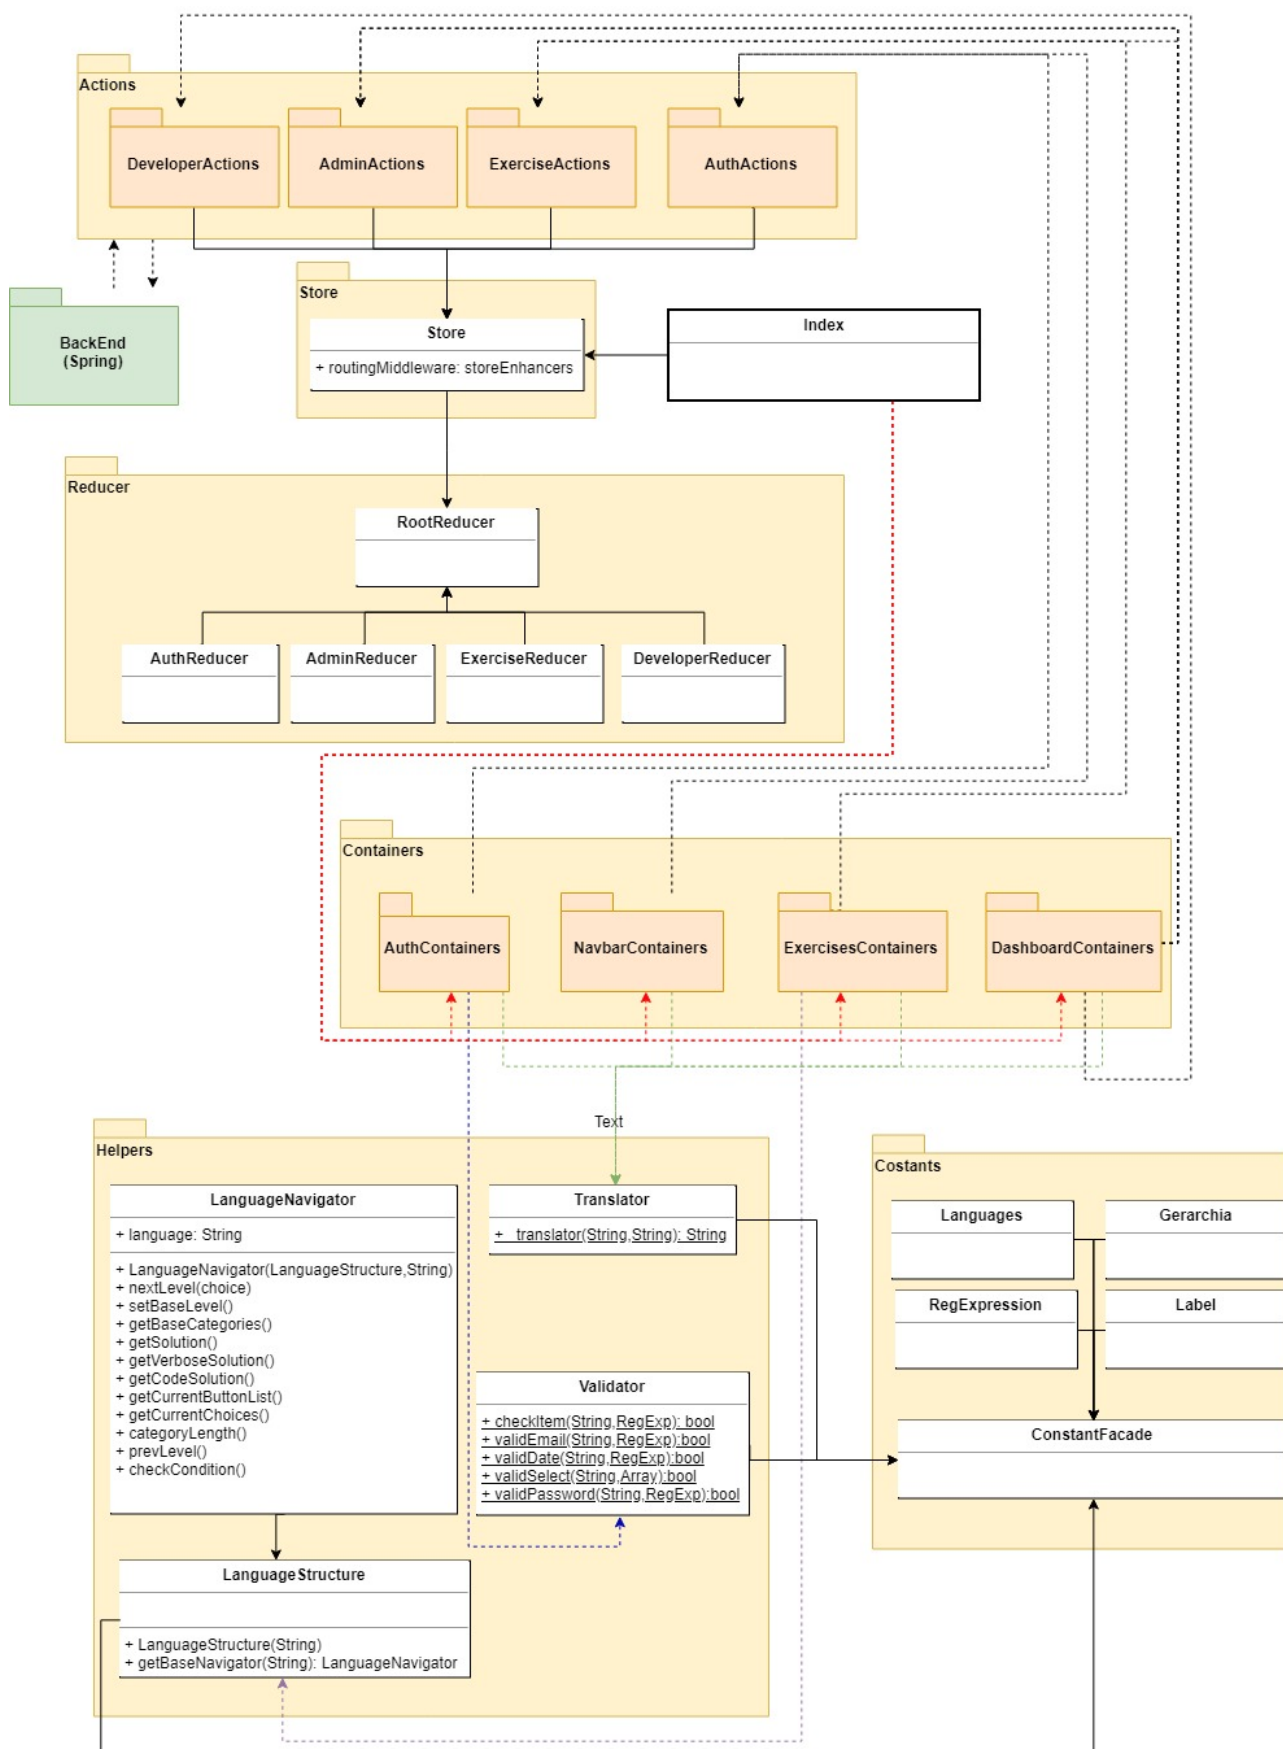 Actions
DeveloperActions
AdminActions
ExerciseActions
AuthActions
BackEnd
(Spring)
Store
Store
+ routingMiddleware: storeEnhancers
Index
Reducer
RootReducer
AuthReducer
AdminReducer
ExerciseReducer
DeveloperReducer
Containers
AuthContainers
NavbarContainers
ExercisesContainers
DashboardContainers
Text
Helpers
LanguageNavigator
+ language: String
+ LanguageNavigator(LanguageStructure,String)
+ nextLevel(choice)
+ setBaseLevel()
+ getBaseCategories()
+ getSolution()
+ getVerboseSolution()
+ getCodeSolution()
+ getCurrentButtonList()
+ getCurrentChoices()
+ categoryLength()
+ prevLevel()
+ checkCondition()
Translator
+ translator(String,String): String
Validator
+ checkItem(String,RegExp): bool
+ validEmail(String,RegExp):bool
+ validDate(String,RegExp):bool
+ validSelect(String,Array):bool
+ validPassword(String,RegExp):bool
LanguageStructure
+ LanguageStructure(String)
+ getBaseNavigator(String): LanguageNavigator
Costants
Languages
Gerarchia
RegExpression
Label
ConstantFacade